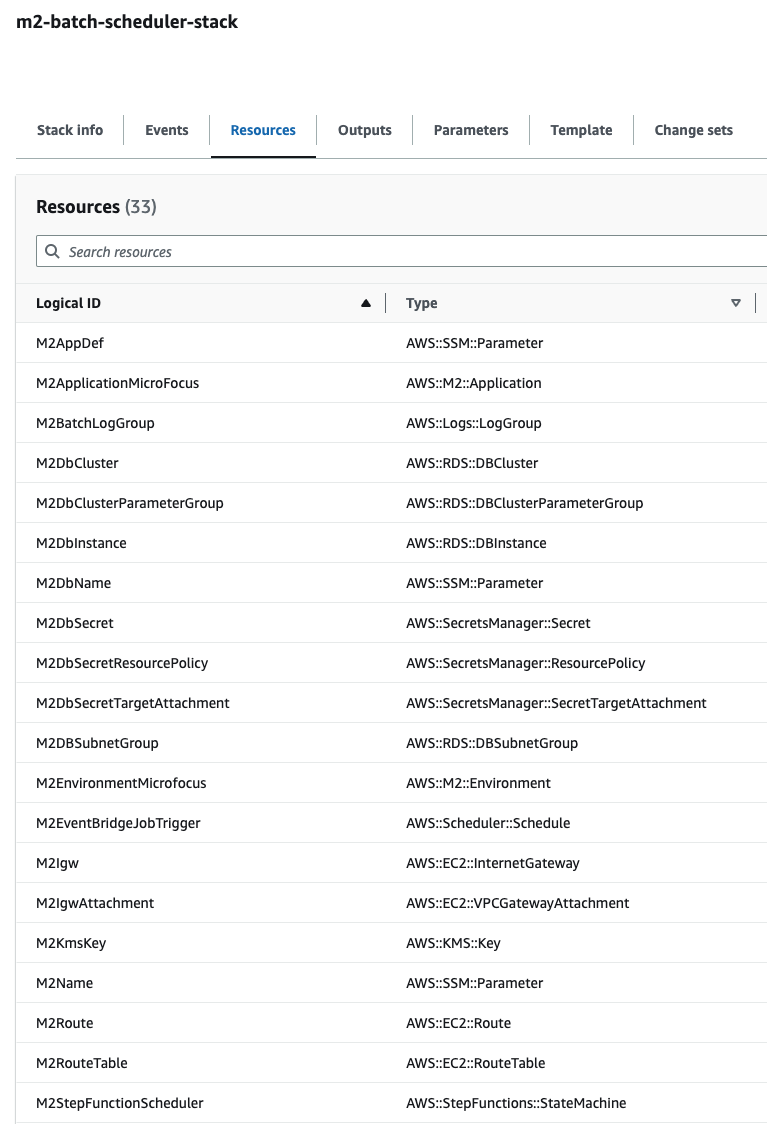 m2-batch-scheduler-stack
Stack info Events Resources Outputs Parameters Template Change sets
Resources (33)
Search resources
Logical ID Type
M2AppDef AWS::SSM::Parameter
M2ApplicationMicroFocus AWS::M2::Application
M2BatchLogGroup AWS::Logs::LogGroup
M2DbCluster AWS::RDS::DBCluster
M2DbClusterParameterGroup AWS::RDS::DBClusterParameterGroup
M2DbInstance AWS::RDS::DBInstance
M2DbName AWS::SSM::Parameter
M2DbSecret AWS::SecretsManager::Secret
M2DbSecretResourcePolicy AWS::SecretsManager::ResourcePolicy
M2DbSecretTargetAttachment AWS::SecretsManager::SecretTargetAttachment
M2DBSubnetGroup AWS::RDS::DBSubnetGroup
M2EnvironmentMicrofocus AWS::M2::Environment
M2EventBridgeJobTrigger AWS::Scheduler::Schedule
M2Igw AWS::EC2::InternetGateway
M2IgwAttachment AWS::EC2::VPCGatewayAttachment
M2KmsKey AWS::KMS::Key
M2Name AWS::SSM::Parameter
M2Route AWS::EC2::Route
M2RouteTable AWS::EC2::RouteTable
M2StepFunctionScheduler AWS::StepFunctions::StateMachine